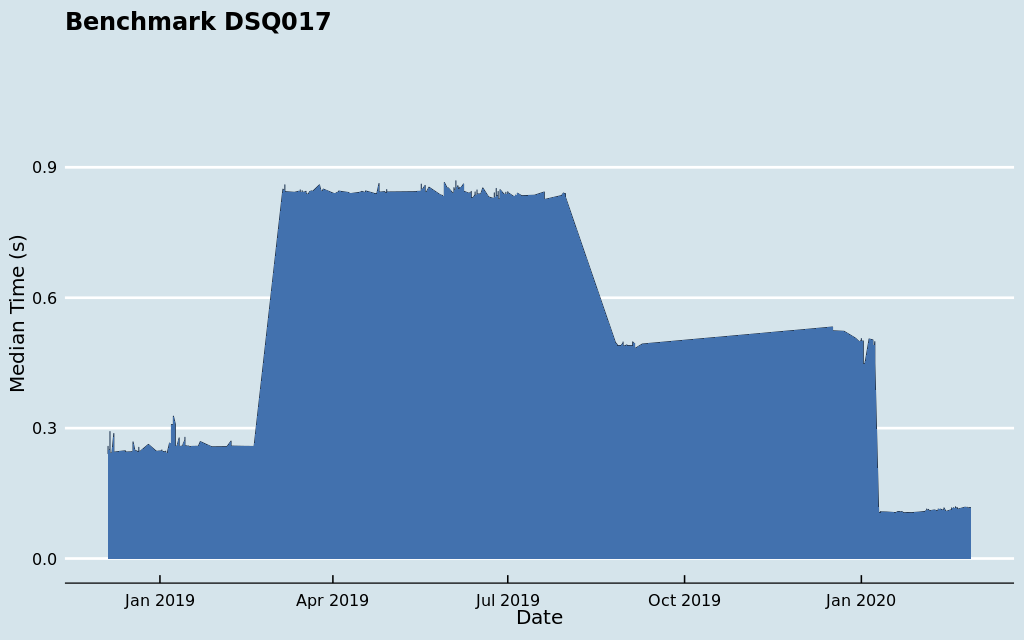 Benchmark DSQ017
Median Time (s)
0.9
0.6
0.3
0.0
Jan 2019 Apr 2019 Jul 2019 Oct 2019 Jan 2020
Date